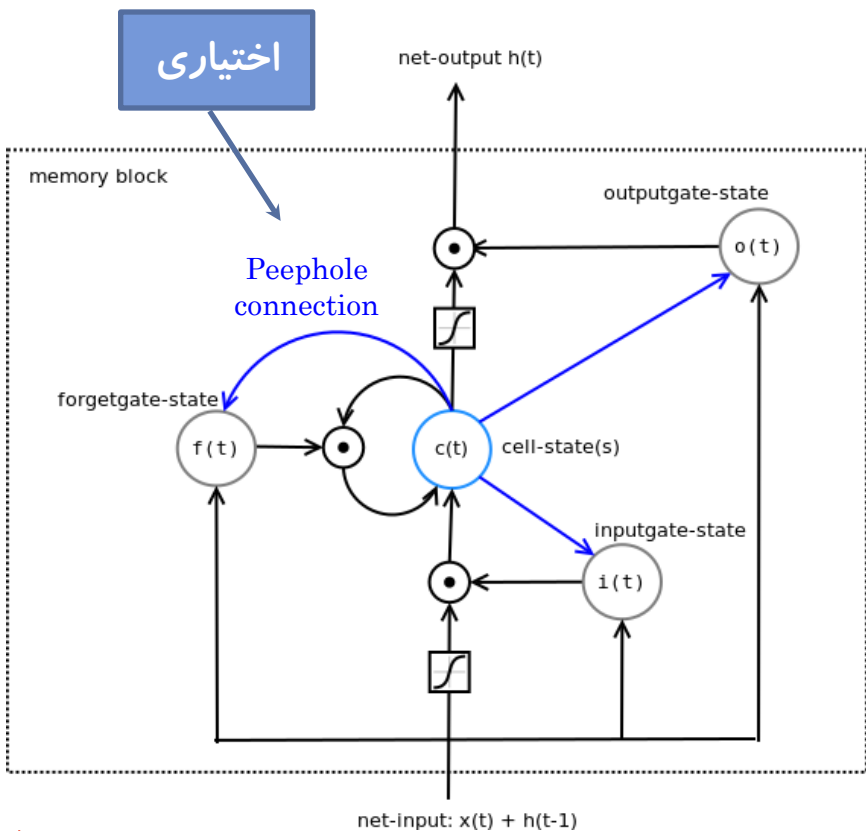 اختیاری
net-output h(t)
memory block
outputgate-state
o(t)
Peephole
connection
forgetgate-state
f(t)
c(t)
cell-state(s)
inputgate-state
i(t)
net-input: x(t) + h(t-1)